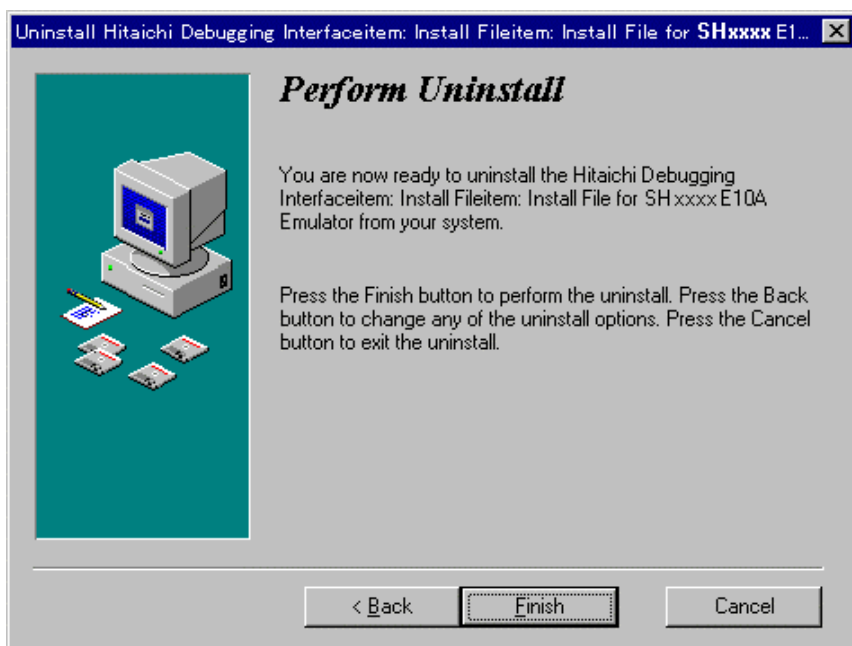 Uninstall Hitaichi Debugging Interfaceitem: Install Fileitem: Install File for SHxxxx E1...
Perform Uninstall
You are now ready to uninstall the Hitaichi Debugging
Interfaceitem: Install Fileitem: Install File for SHxxxx E10A
Emulator from your system.
Press the Finish button to perform the uninstall. Press the Back
button to change any of the uninstall options. Press the Cancel
button to exit the uninstall.
< Back
Finish
Cancel